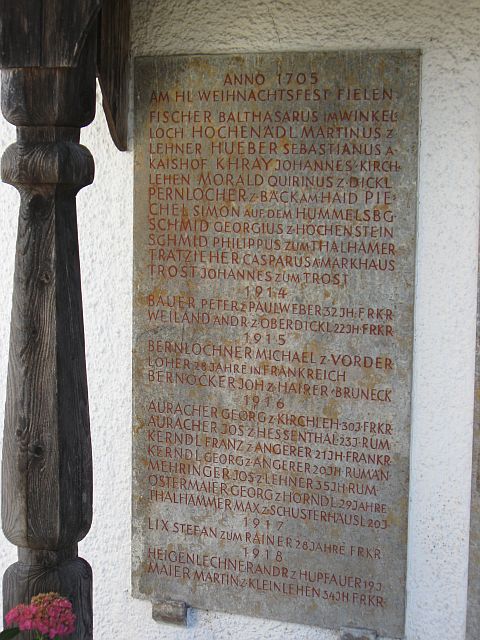 ANNO 1705
AM HL WEIHNACHTSFEST FIELEN
FISCHER BALTHASARUS IM WINKEL
LOCH HOCHENADL MARTINUS Z
LEHNER HUEBER SEBASTIANUS A.
KAISHOF KHRAY JOHANNES KIRCH
LEHEN MORALD QUIRINUS Z. DICKL
PERNLOCHER Z BÄCK AM HAID PIE-
CHEL SIMON AUF DEM HUMMELSBG
SCHMID GEORGIUS Z HOCHENSTEIN
SCHMID PHILIPPUS ZUM THALHAMER
TRATZIEHER CASPARUS A MARKHAUS
TROST JOHANNES ZUM TROST
1914
BAUER PETER Z PAULWEBER 32 JH. FRKR
WEILAND ANDR Z OBERDICKL 22 JH. FRKR
1915
BERNLOCHNER MICHAEL Z VORDER
LOHER 28 JAHRE IN FRANKREICH
BERNÖCKER JOH Z HAIRER BRUNECK
1916
AURACHER GEORG Z KIRCHLEH 30 J. FRKR
AURACHER JOS Z HESSENTHAL 23 J. RUM
KERNDL FRANZ Z ANGERER 21 JH. FRANKR
KERNDL GEORG Z ANGERER 20 JH. RUMAN
MEHRINGER JOS Z LEHNER 35 JH. RUM
OSTERMAIER GEORG Z HÖRNDL 29 JAHRE
THALHAMMER MAX Z SCHUSTERHÄUSL 20 J
1917
LIX STEFAN ZUM RAINER 28 JAHRE FRKR
1918
HEIGENLECHNER ANDR Z HUPFAUER 19 J
MAIER MARTIN Z KLEINLEHEN 34 JH. FRKR